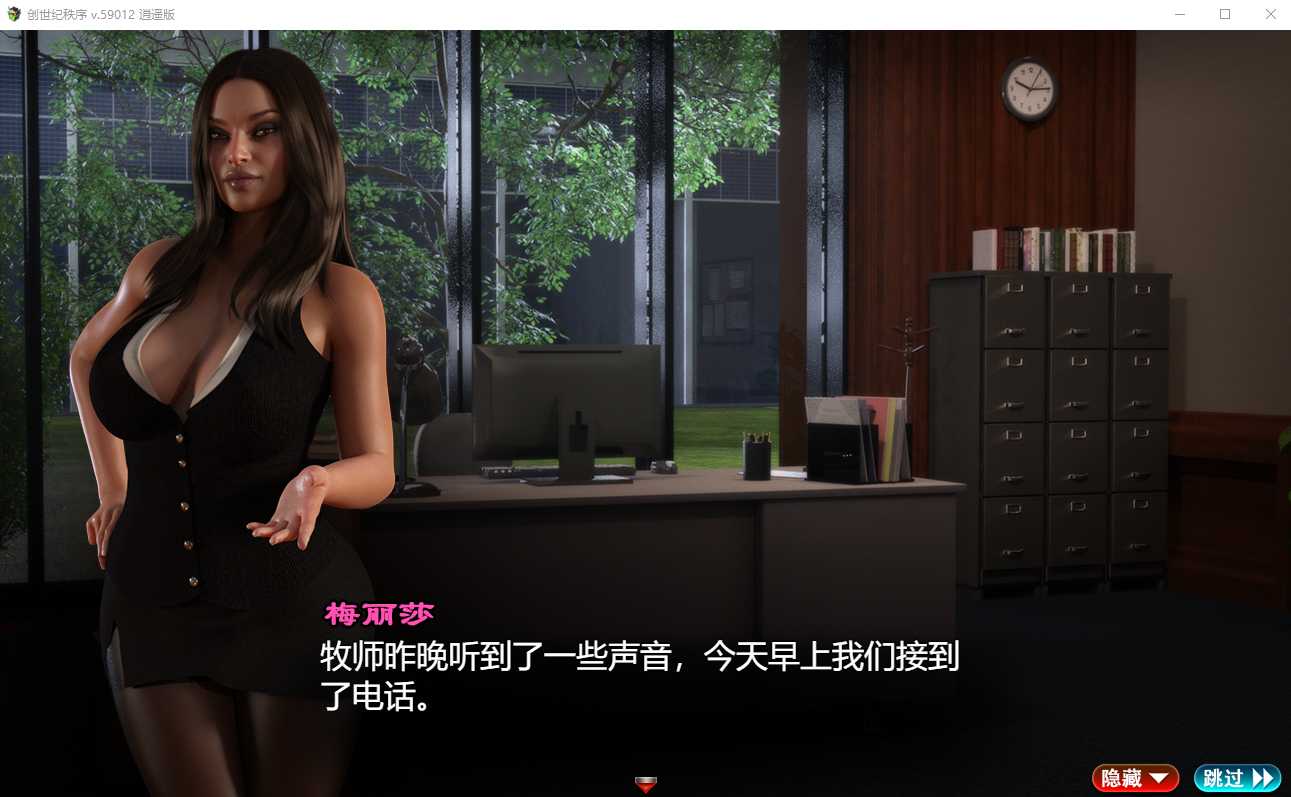 创世纪秩序 v.59012 逍遥版
梅丽莎
牧师昨晚听到了一些声音，今天早上我们接到
了电话。
隐藏
跳过